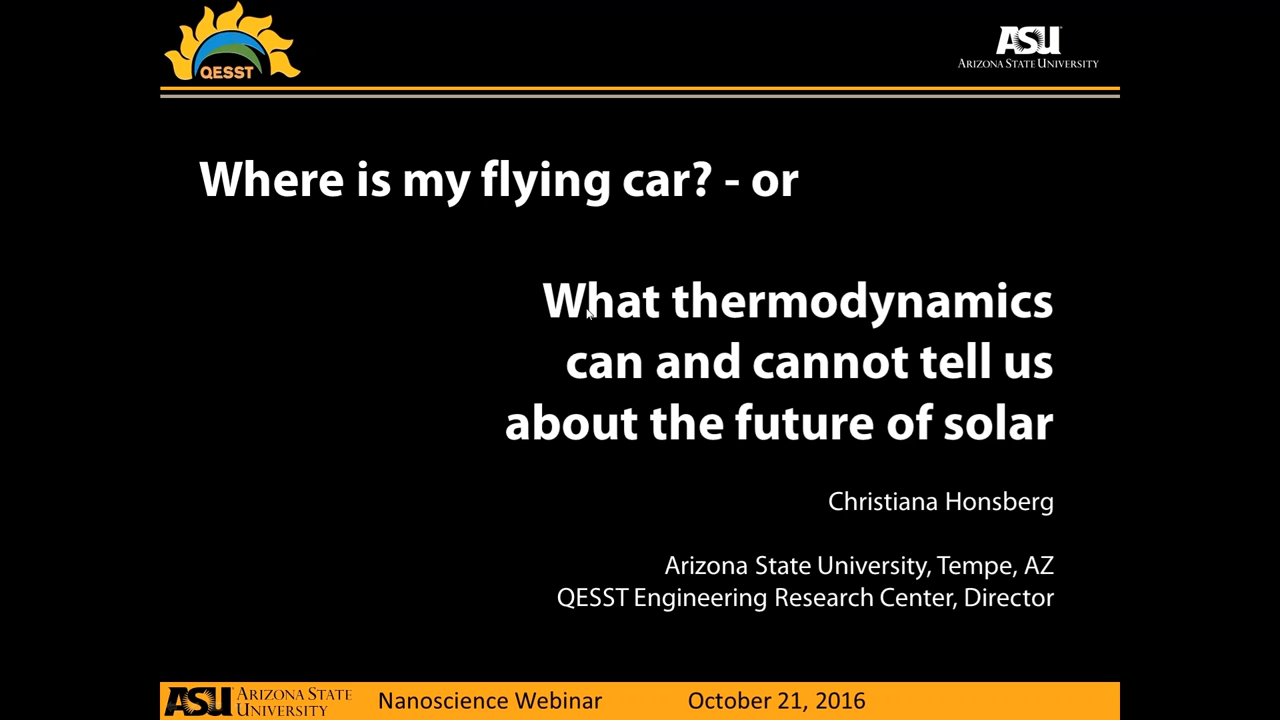 QESST
ASU
ARIZONA STATE UNIVERSITY
Where is my flying car? - or
What thermodynamics
can and cannot tell us
about the future of solar
Christiana Honsberg
Arizona State University, Tempe, AZ
QESST Engineering Research Center, Director
ASU ARIZONA STATE
UNIVERSITY
Nanoscience Webinar October 21, 2016